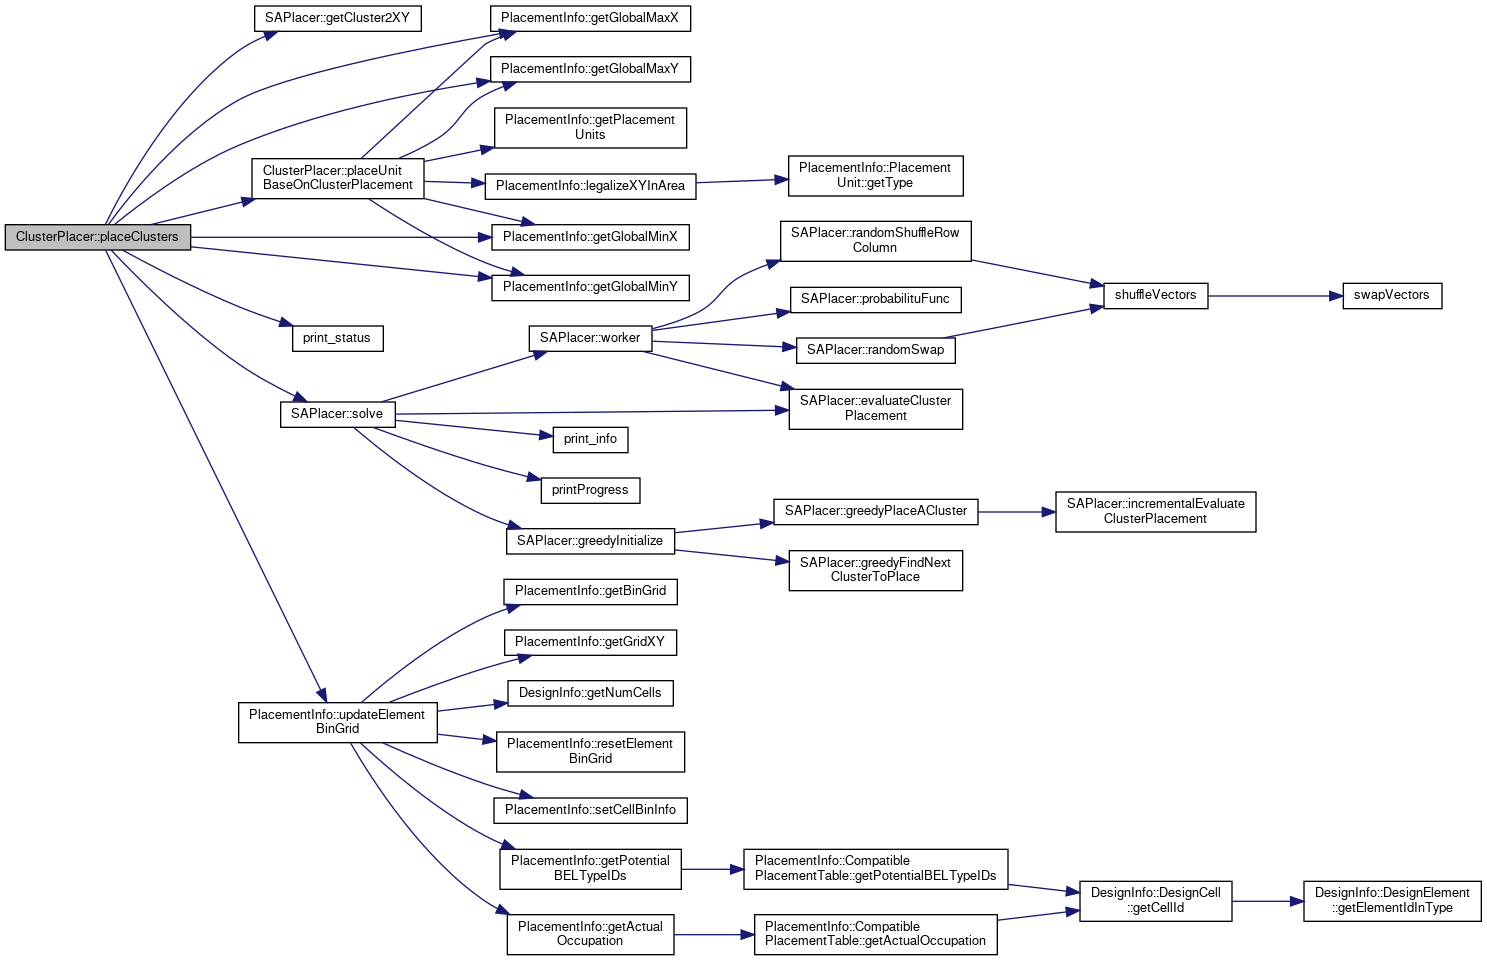 SAPlacer::getCluster2XY
PlacementInfo::getGlobalMaxX
PlacementInfo::getGlobalMaxY
PlacementInfo::getPlacement
Units
ClusterPlacer::placeUnit
BaseOnClusterPlacement
PlacementInfo::legalizeXYInArea
PlacementInfo::Placement
Unit::getType
ClusterPlacer::placeClusters
PlacementInfo::getGlobalMinX
PlacementInfo::getGlobalMinY
SAPlacer::randomShuffleRow
Column
SAPlacer::probabilituFunc
shuffleVectors
swapVectors
print_status
SAPlacer::worker
SAPlacer::randomSwap
SAPlacer::evaluateCluster
Placement
SAPlacer::solve
print_info
printProgress
SAPlacer::greedyInitialize
SAPlacer::greedyPlaceACluster
SAPlacer::incrementalEvaluate
ClusterPlacement
SAPlacer::greedyFindNext
ClusterToPlace
PlacementInfo::getBinGrid
PlacementInfo::getGridXY
DesignInfo::getNumCells
PlacementInfo::updateElement
BinGrid
PlacementInfo::resetElement
BinGrid
PlacementInfo::setCellBinInfo
PlacementInfo::getPotential
BELTypeIDs
PlacementInfo::Compatible
PlacementTable::getPotentialBELTypeIDs
DesignInfo::DesignCell
::getCellId
DesignInfo::DesignElement
::getElementIdInType
PlacementInfo::getActual
Occupation
PlacementInfo::Compatible
PlacementTable::getActualOccupation